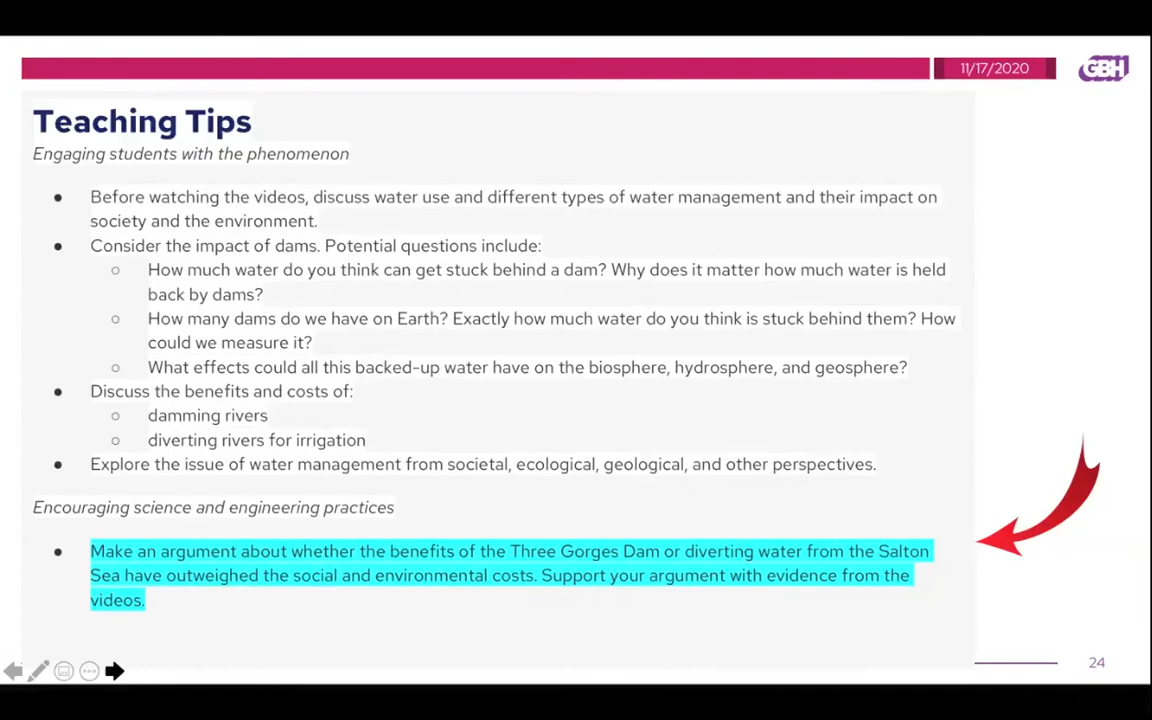 11/17/2020
GBH
Teaching Tips
Engaging students with the phenomenon
● Before watching the videos, discuss water use and different types of water management and their impact on
society and the environment.
● Consider the impact of dams. Potential questions include:
○ How much water do you think can get stuck behind a dam? Why does it matter how much water is held
back by dams?
○ How many dams do we have on Earth? Exactly how much water do you think is stuck behind them? How
could we measure it?
○ What effects could all this backed-up water have on the biosphere, hydrosphere, and geosphere?
● Discuss the benefits and costs of:
○ damming rivers
○ diverting rivers for irrigation
● Explore the issue of water management from societal, ecological, geological, and other perspectives.
Encouraging science and engineering practices
● Make an argument about whether the benefits of the Three Gorges Dam or diverting water from the Salton
Sea have outweighed the social and environmental costs. Support your argument with evidence from the
videos.
24